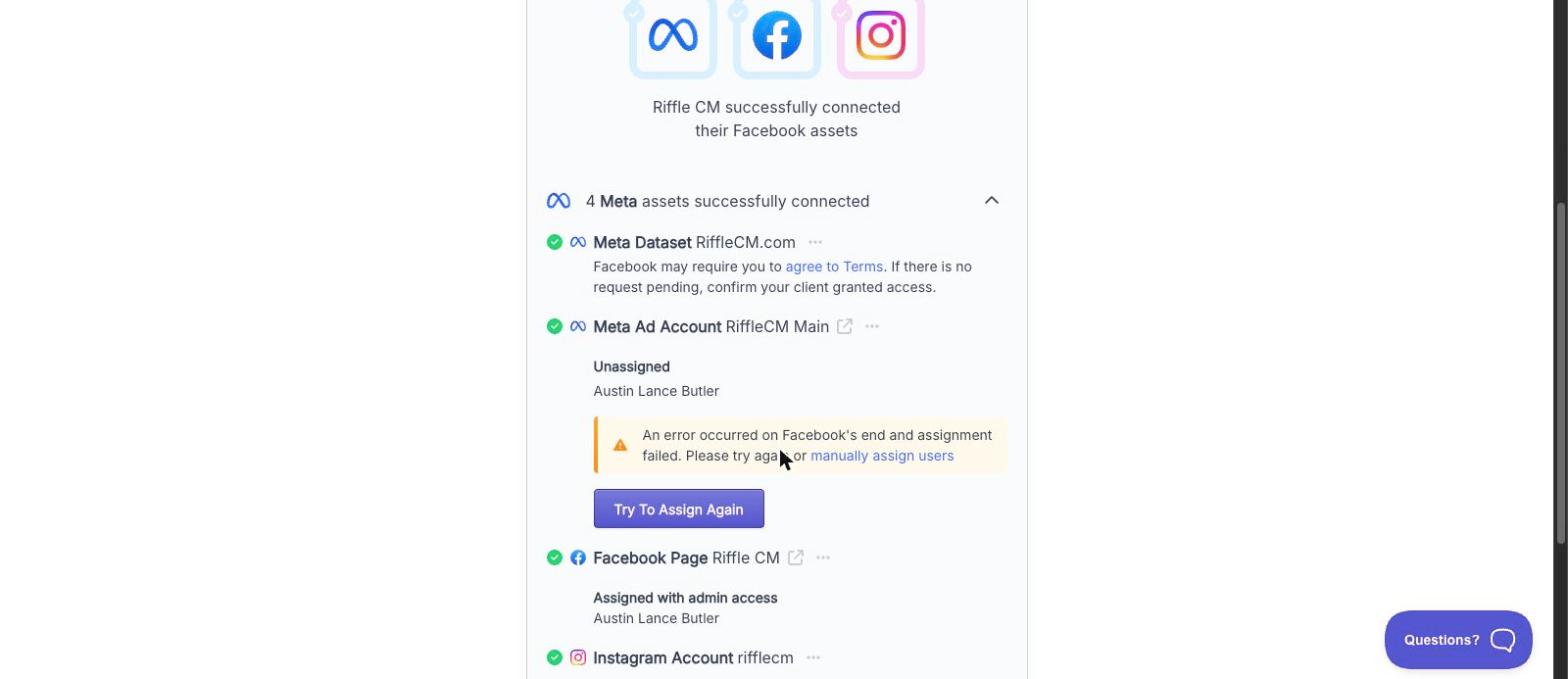 Riffle CM successfully connected
their Facebook assets
4 Meta assets successfully connected
Meta Dataset RiffleCM.com
Facebook may require you to agree to Terms. If there is no
request pending, confirm your client granted access.
Meta Ad Account RiffleCM Main
Unassigned
Austin Lance Butler
An error occurred on Facebook's end and assignment
failed. Please try again or manually assign users
Try To Assign Again
Facebook Page Riffle CM
Assigned with admin access
Austin Lance Butler
Instagram Account rifflecm
Questions?